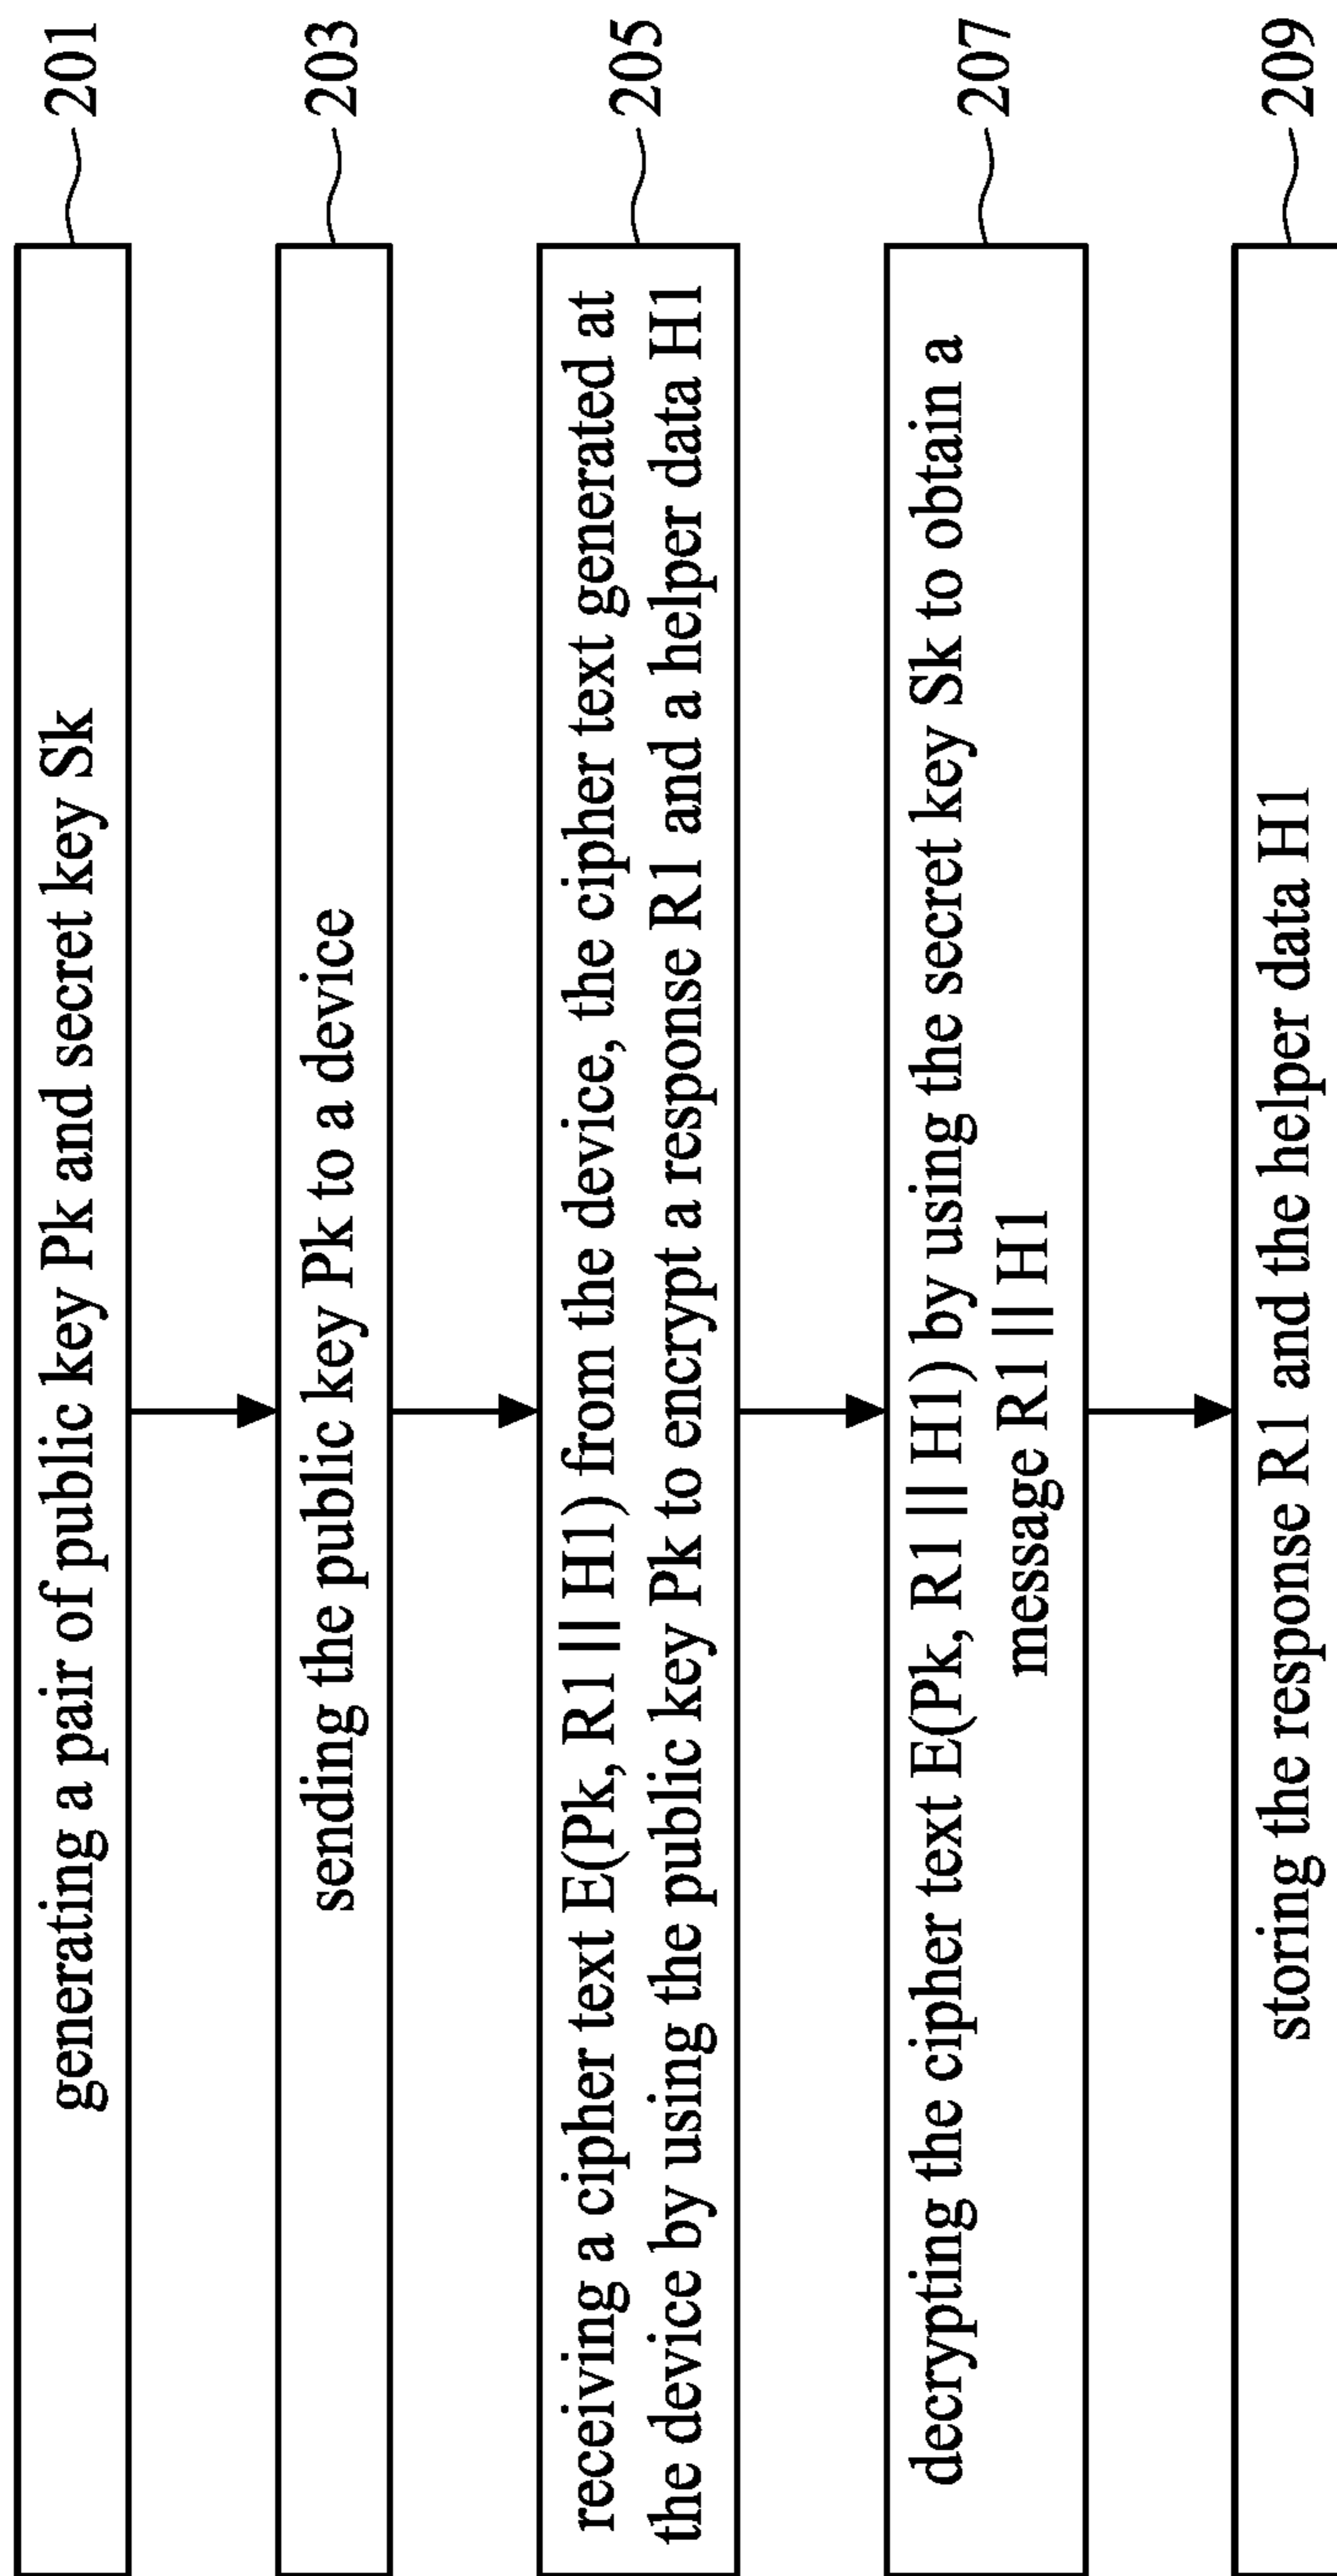 generating a pair of public key Pk and secret key Sk
201
sending the public key Pk to a device
203
receiving a cipher text E(Pk, R1 || H1) from the device, the cipher text generated at
the device by using the public key Pk to encrypt a response R1 and a helper data H1
205
decrypting the cipher text E(Pk, R1 || H1) by using the secret key Sk to obtain a
message R1 || H1
207
storing the response R1 and the helper data H1
209